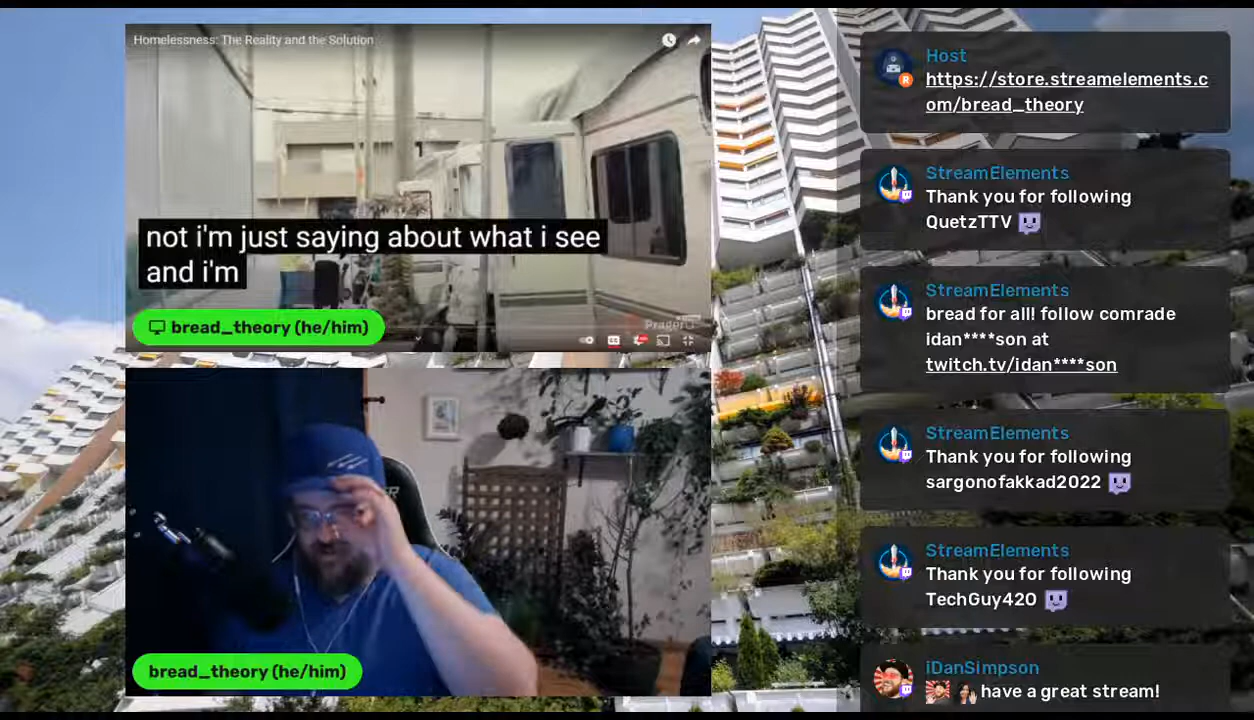 Homelessness: The Reality and the Solution
not i'm just saying about what i see
and i'm
bread_theory (he/him)
Prager
bread_theory (he/him)
Host
https://store.streamelements.c
om/bread_theory
StreamElements
Thank you for following
QuetzTTV
StreamElements
bread for all! follow comrade
idan****son at
twitch.tv/idan****son
StreamElements
Thank you for following
sargonofakkad2022
StreamElements
Thank you for following
TechGuy420
iDanSimpson
have a great stream!